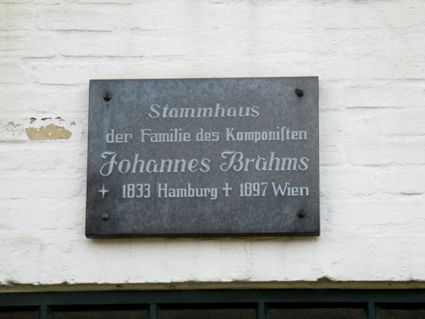 Stammhaus
der Familie des Komponiſten
Johannes Brahms
✦ 1833 Hamburg ✝ 1897 Wien